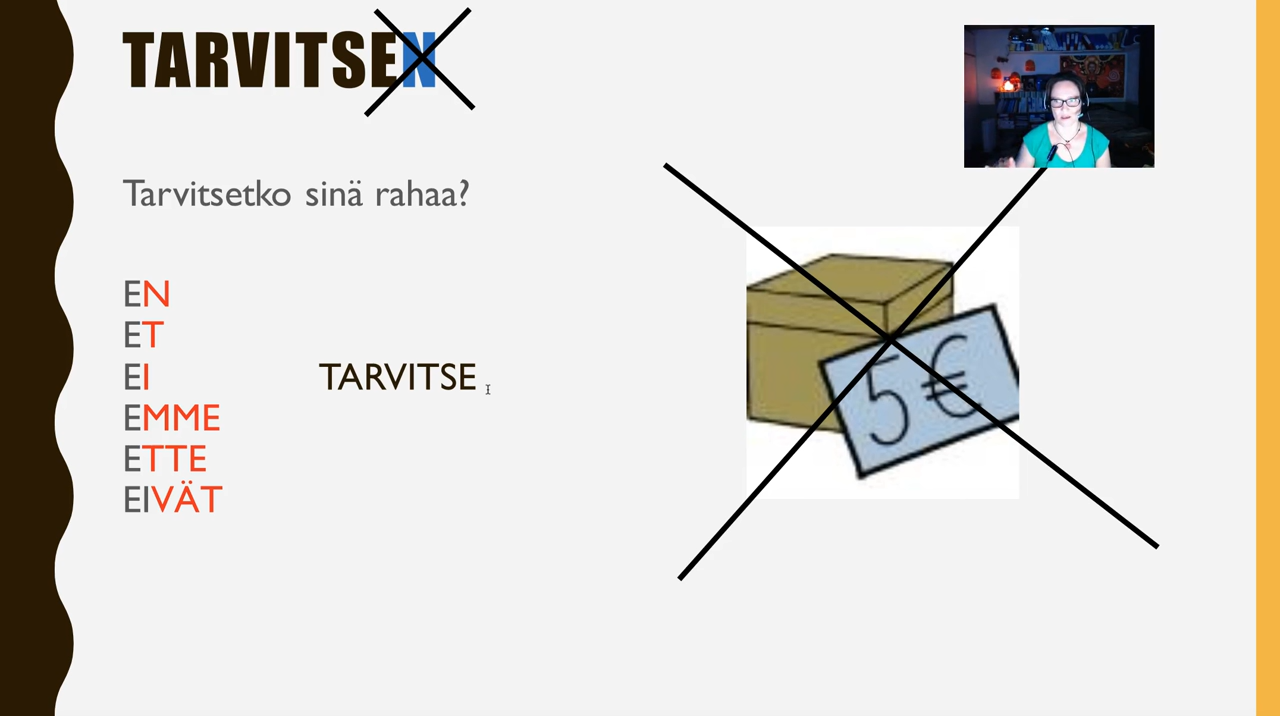 TARVITSEN
Tarvitsetko sinä rahaa?
EN
ET
EI
TARVITSE
EMME
ETTE
EIVÄT
5 €